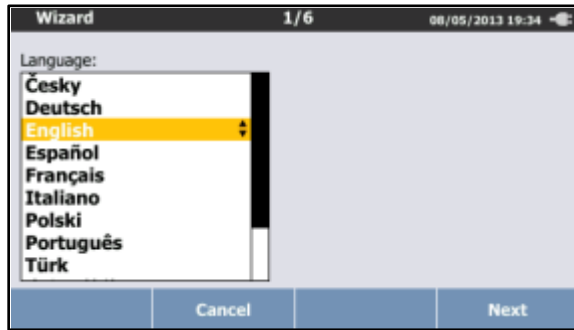 Wizard 1/6 08/05/2013 19:34
Language:
Česky
Deutsch
English
Español
Français
Italiano
Polski
Português
Türk
Cancel Next